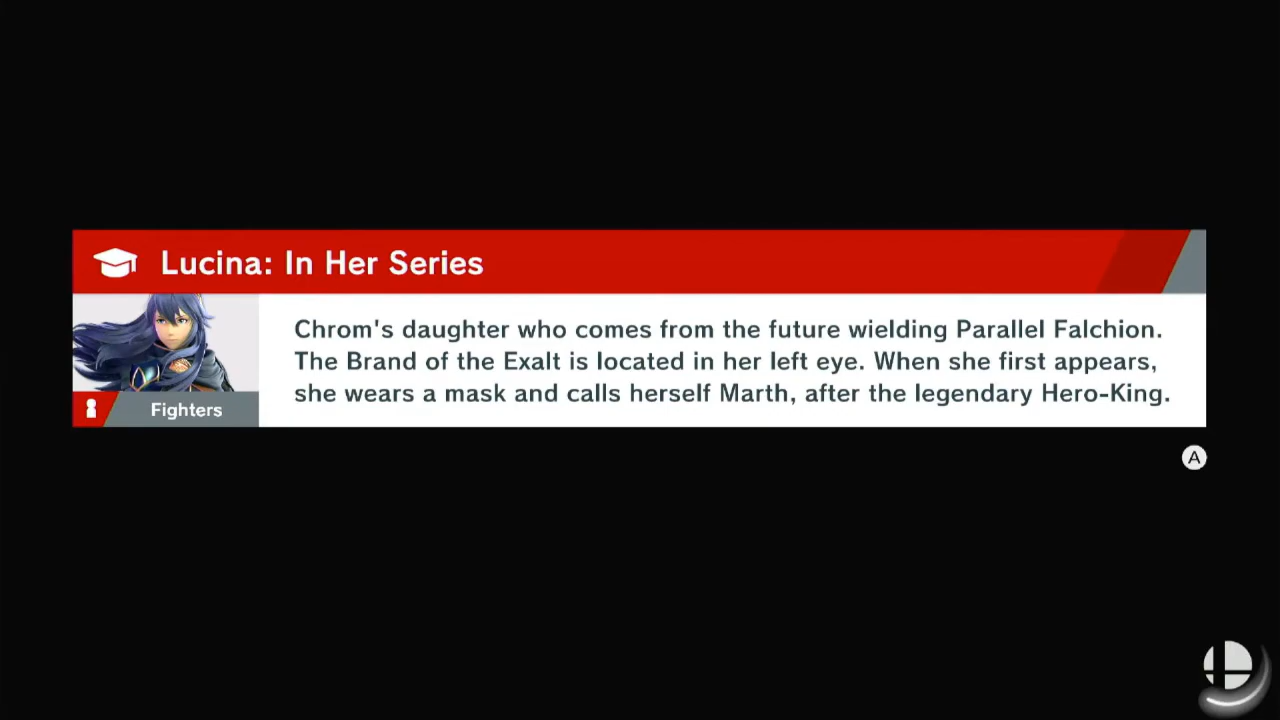 Lucina: In Her Series
Chrom's daughter who comes from the future wielding Parallel Falchion.
The Brand of the Exalt is located in her left eye. When she first appears,
she wears a mask and calls herself Marth, after the legendary Hero-King.
Fighters
A